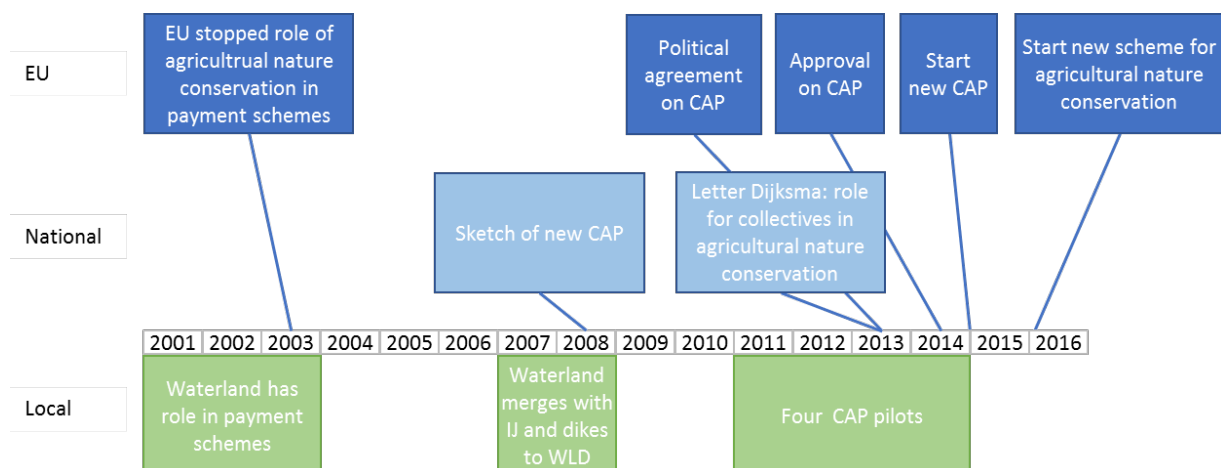 EU
EU stopped role of
agricultrual nature
conservation in
payment schemes
Political
agreement
on CAP
Approval
on CAP
Start
new CAP
Start new scheme for
agricultural nature
conservation
National
Sketch of new CAP
Letter Dijksma: role
for collectives in
agricultural nature
conservation
2001 2002 2003 2004 2005 2006 2007 2008 2009 2010 2011 2012 2013 2014 2015 2016
Local
Waterland has
role in payment
schemes
Waterland
merges with
IJ and dikes
to WLD
Four CAP pilots